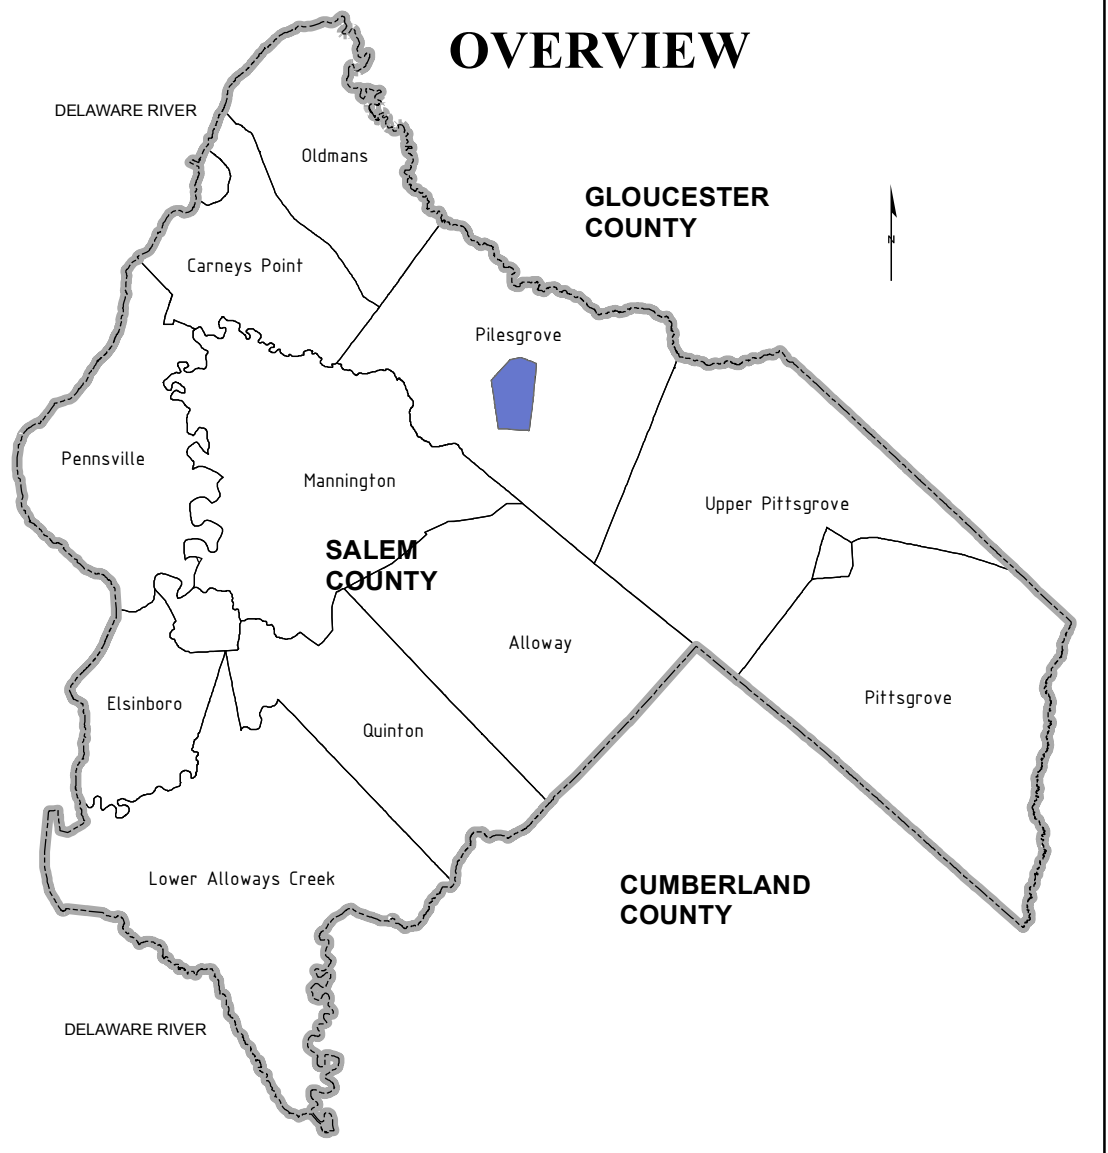 OVERVIEW
DELAWARE RIVER
Oldmans
GLOUCESTER
COUNTY
N
Carneys Point
Pilesgrove
Pennsville
Mannington
Upper Pittsgrove
SALEM
COUNTY
Alloway
Elsinboro
Pittsgrove
Quinton
Lower Alloways Creek
CUMBERLAND
COUNTY
DELAWARE RIVER